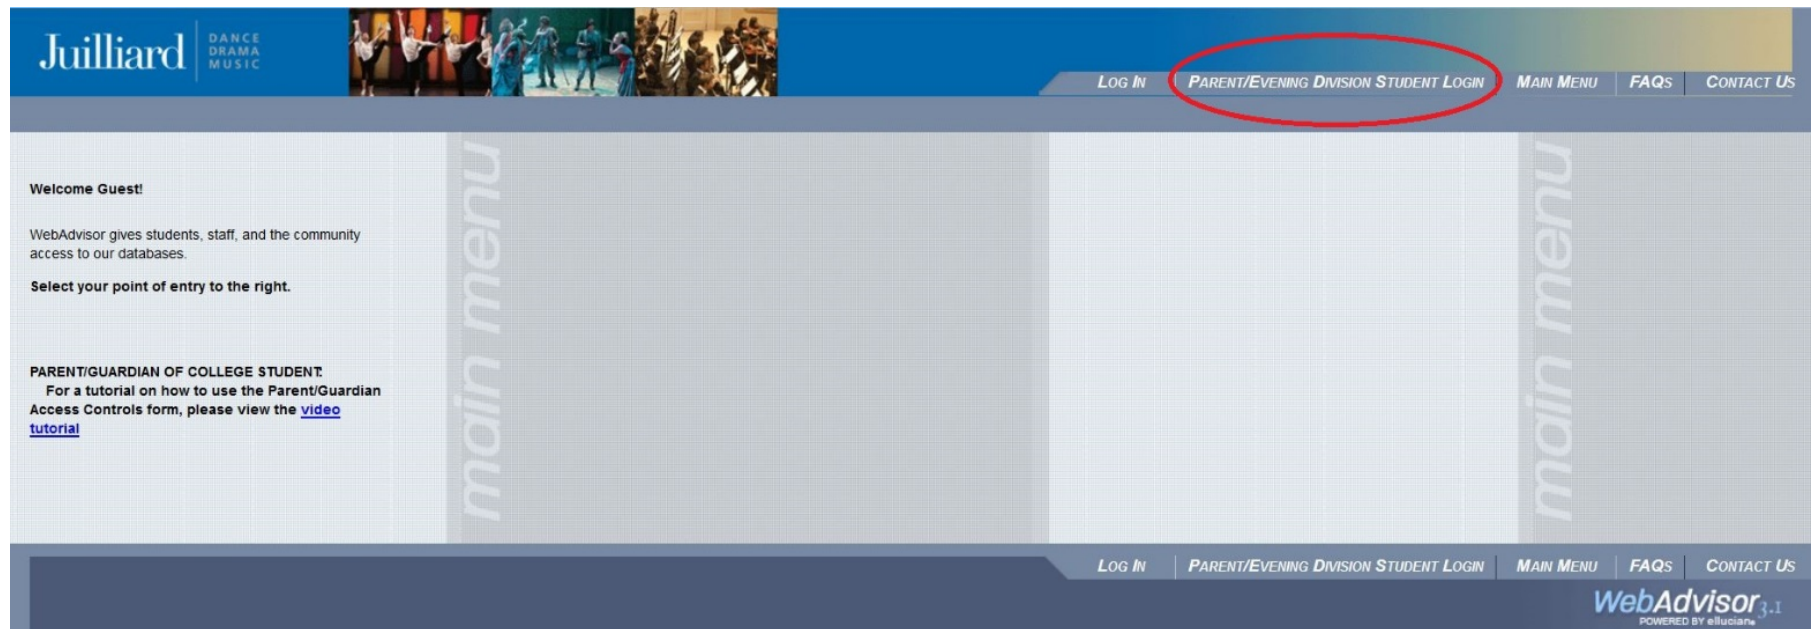 Juilliard
DANCE
DRAMA
MUSIC
LOG IN PARENT/EVENING DIVISION STUDENT LOGIN MAIN MENU FAQS CONTACT US
Welcome Guest!
WebAdvisor gives students, staff, and the community
access to our databases.
Select your point of entry to the right.
PARENT/GUARDIAN OF COLLEGE STUDENT:
For a tutorial on how to use the Parent/Guardian
Access Controls form, please view the video
tutorial
main menu
main menu
LOG IN PARENT/EVENING DIVISION STUDENT LOGIN MAIN MENU FAQS CONTACT US
WebAdvisor 3.1
POWERED BY ellucian